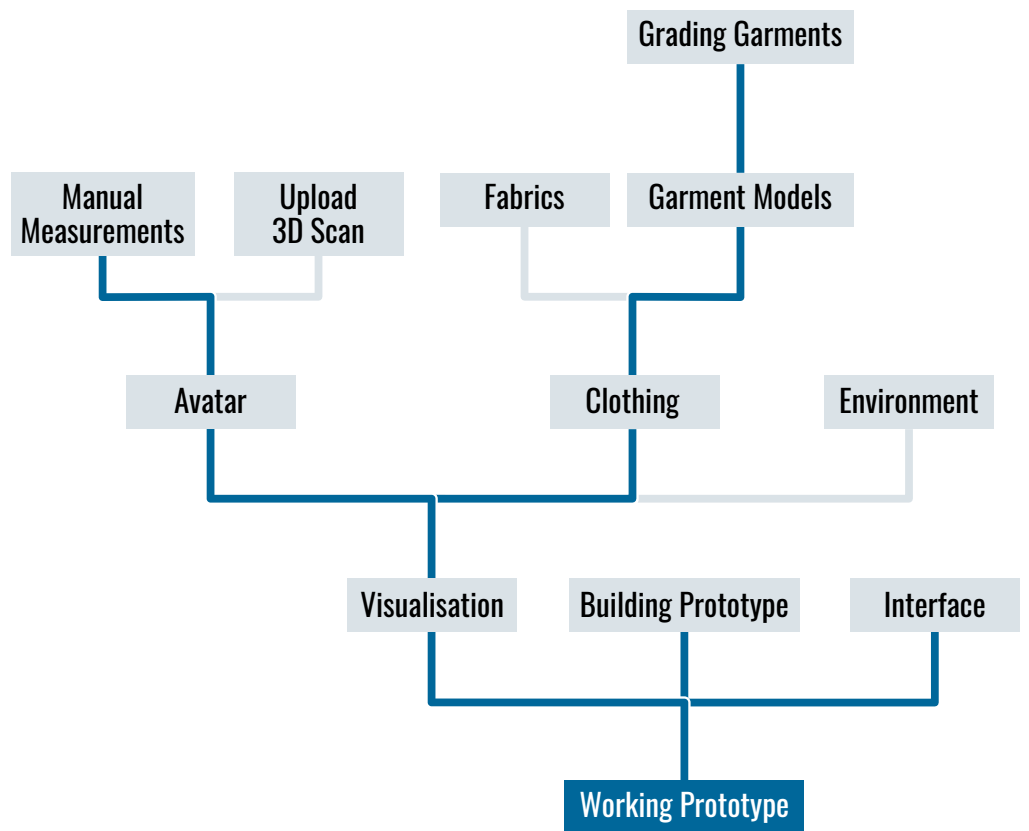 Grading Garments
Manual
Measurements
Upload
3D Scan
Fabrics
Garment Models
Avatar
Clothing
Environment
Visualisation
Building Prototype
Interface
Working Prototype